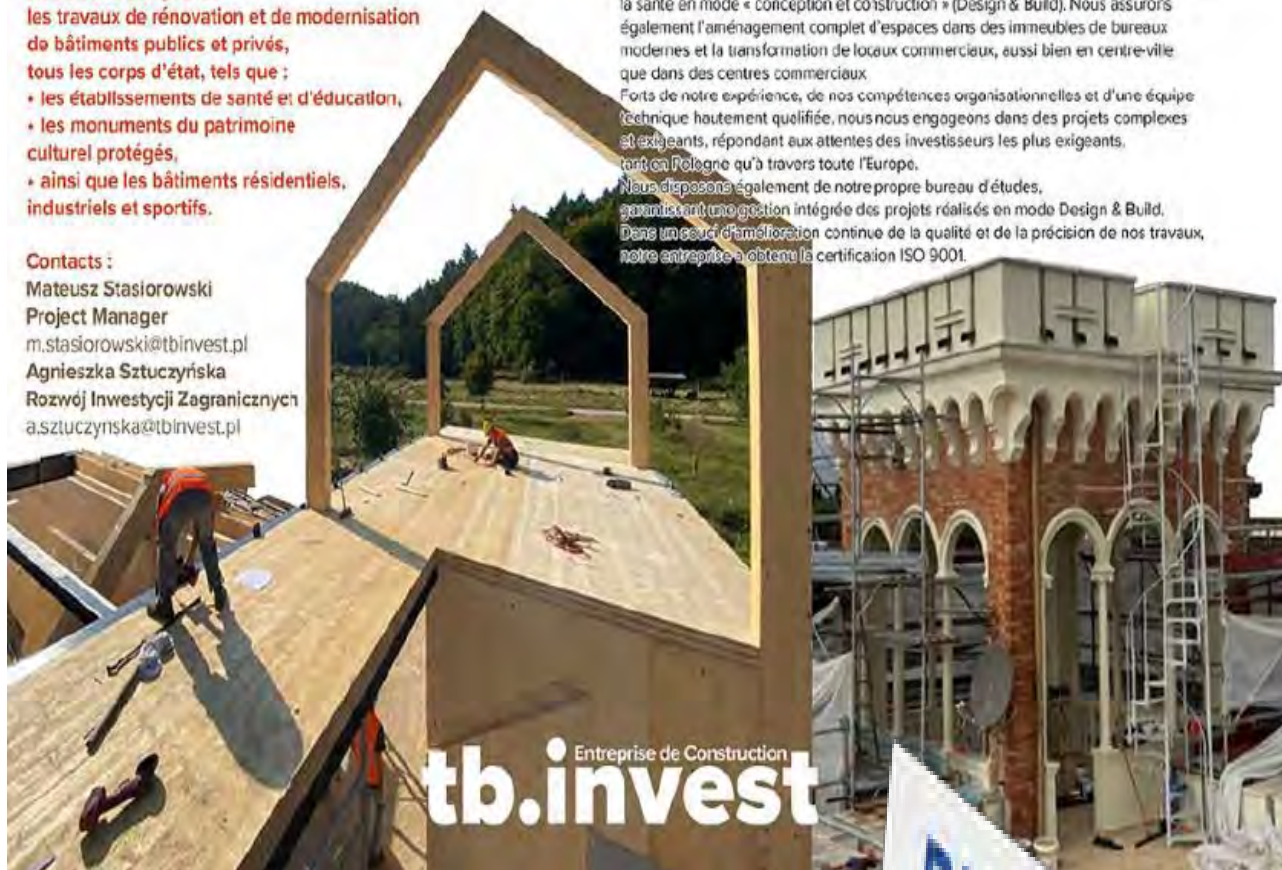 les travaux de rénovation et de modernisation
de bâtiments publics et privés,
tous les corps d'état, tels que :
• les établissements de santé et d'éducation,
• les monuments du patrimoine
culturel protégés,
• ainsi que les bâtiments résidentiels,
industriels et sportifs.
Contacts :
Mateusz Stasiorowski
Project Manager
m.stasiorowski@tbinvest.pl
Agnieszka Sztuczyńska
Rozwój Inwestycji Zagranicznych
a.sztuczynska@tbinvest.pl
la santé en mode « conception et construction » (Design & Build). Nous assurons
également l'aménagement complet d'espaces dans des immeubles de bureaux
modernes et la transformation de locaux commerciaux, aussi bien en centre-ville
que dans des centres commerciaux
Forts de notre expérience, de nos compétences organisationnelles et d'une équipe
technique hautement qualifiée, nous nous engageons dans des projets complexes
et exigeants, répondant aux attentes des investisseurs les plus exigeants,
tant en Pologne qu'à travers toute l'Europe.
Nous disposons également de notre propre bureau d'études,
garantissant une gestion intégrée des projets réalisés en mode Design & Build.
Dans un souci d'amélioration continue de la qualité et de la précision de nos travaux,
notre entreprise a obtenu la certification ISO 9001.
Entreprise de Construction
tb.invest